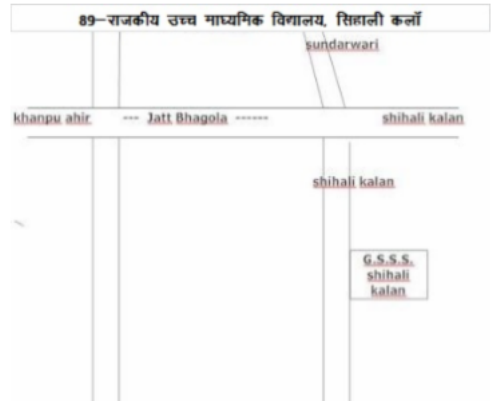 89–राजकीय उच्च माध्यमिक विद्यालय, सिहाली कलॉ
sundarwari
khanpu ahir --- Jatt Bhagola ------ shihali kalan
shihali kalan
G.S.S.S.
shihali
kalan